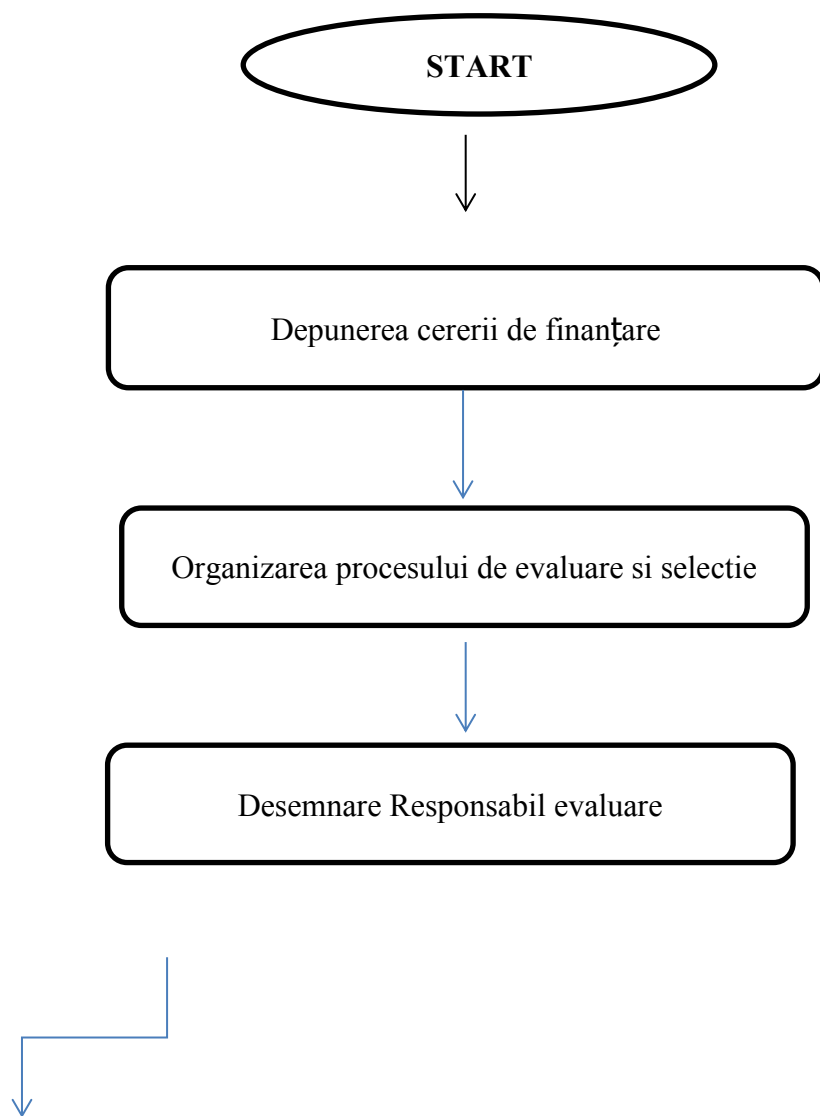 START
Depunerea cererii de finanțare
Organizarea procesului de evaluare si selectie
Desemnare Responsabil evaluare